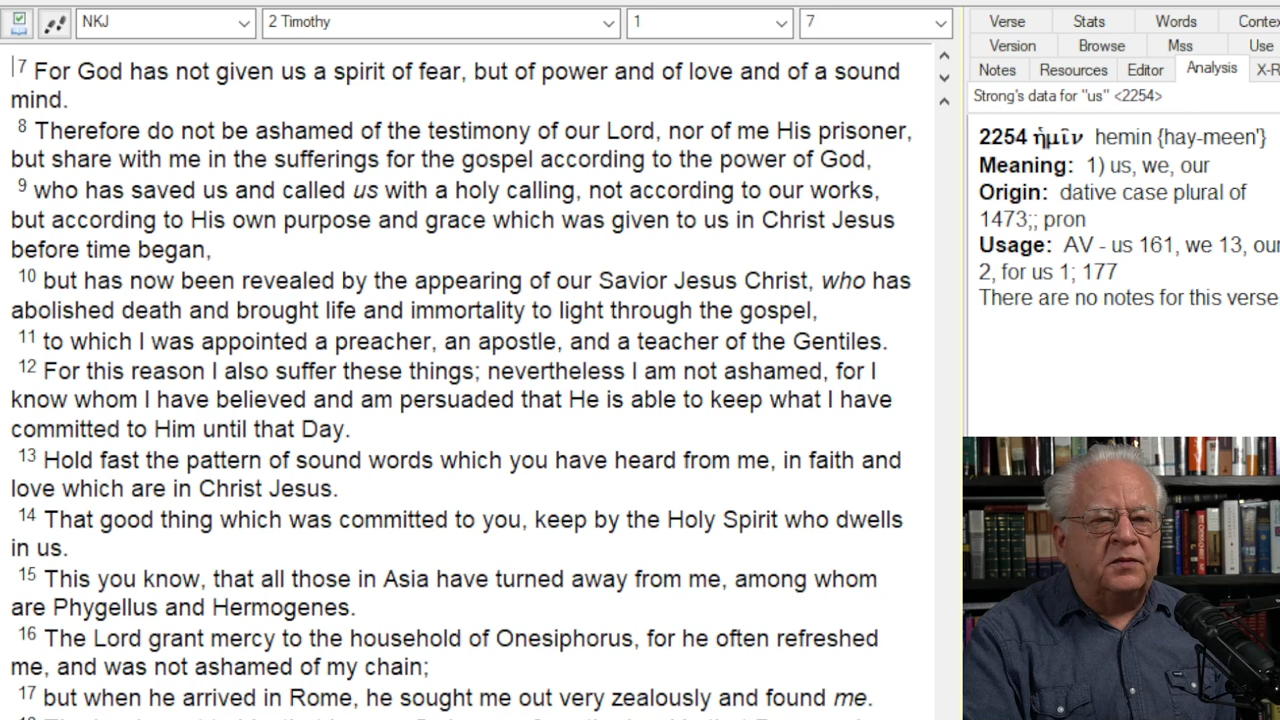 NKJ 2 Timothy 1 7
7 For God has not given us a spirit of fear, but of power and of love and of a sound
mind.
8 Therefore do not be ashamed of the testimony of our Lord, nor of me His prisoner,
but share with me in the sufferings for the gospel according to the power of God,
9 who has saved us and called us with a holy calling, not according to our works,
but according to His own purpose and grace which was given to us in Christ Jesus
before time began,
10 but has now been revealed by the appearing of our Savior Jesus Christ, who has
abolished death and brought life and immortality to light through the gospel,
11 to which I was appointed a preacher, an apostle, and a teacher of the Gentiles.
12 For this reason I also suffer these things; nevertheless I am not ashamed, for I
know whom I have believed and am persuaded that He is able to keep what I have
committed to Him until that Day.
13 Hold fast the pattern of sound words which you have heard from me, in faith and
love which are in Christ Jesus.
14 That good thing which was committed to you, keep by the Holy Spirit who dwells
in us.
15 This you know, that all those in Asia have turned away from me, among whom
are Phygellus and Hermogenes.
16 The Lord grant mercy to the household of Onesiphorus, for he often refreshed
me, and was not ashamed of my chain;
17 but when he arrived in Rome, he sought me out very zealously and found me.
Verse Stats Words Contex
Version Browse Mss Use
Notes Resources Editor Analysis X-R
Strong's data for "us" <2254>
2254 ἡμῖν hemin {hay-meen'}
Meaning: 1) us, we, our
Origin: dative case plural of
1473;; pron
Usage: AV - us 161, we 13, our
2, for us 1; 177
There are no notes for this verse